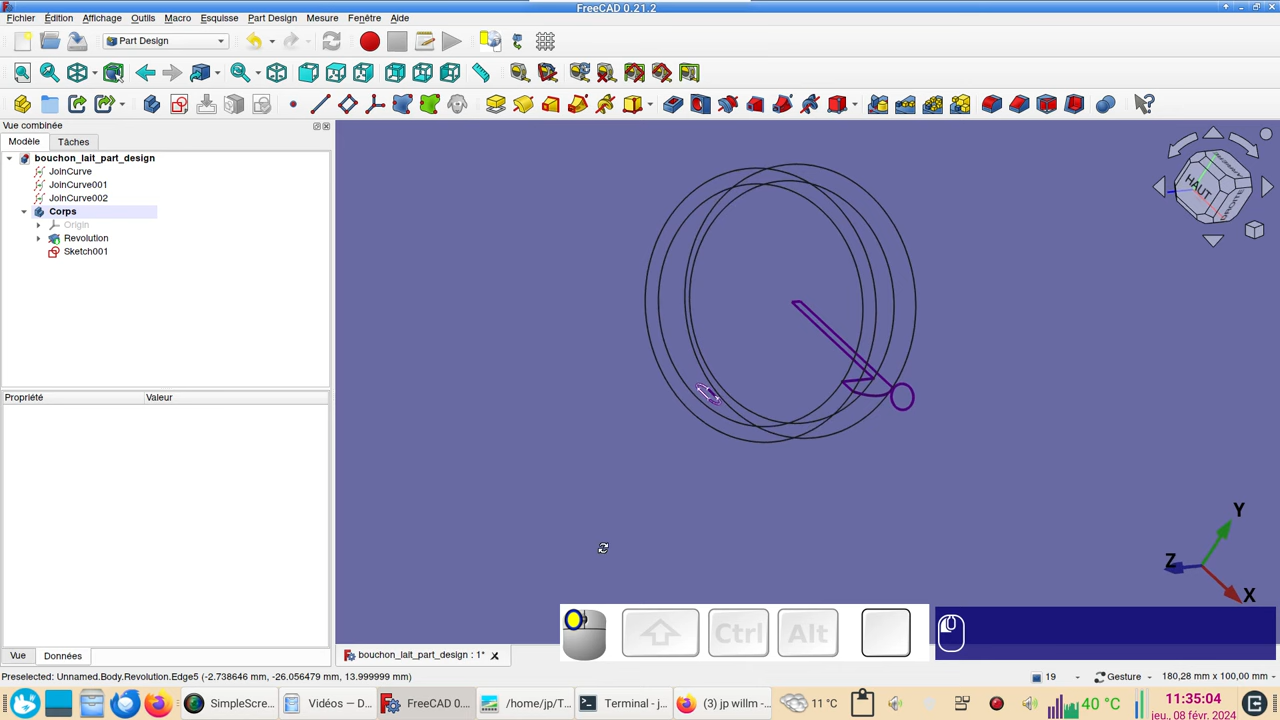 FreeCAD 0.21.2
Fichier Édition Affichage Outils Macro Esquisse Part Design Mesure Fenêtre Aide
Part Design
Vue combinée
Modèle Tâches
bouchon_lait_part_design
JoinCurve
JoinCurve001
JoinCurve002
Corps
Origin
Revolution
Sketch001
HAUT
Propriété Valeur
Y
Z
X
Ctrl Alt
Vue Données
bouchon_lait_part_design : 1*
Preselected: Unnamed.Body.Revolution.Edge5 (-2.738646 mm, -26.056479 mm, 13.999999 mm)
19 Gesture 180,28 mm x 100,00 mm
SimpleScre... Vidéos — D... FreeCAD 0.... /home/jp/T... Terminal - j... (3) jp willm -... 11 °C 40 °C 11:35:04
jeu., 08 févr. 2024